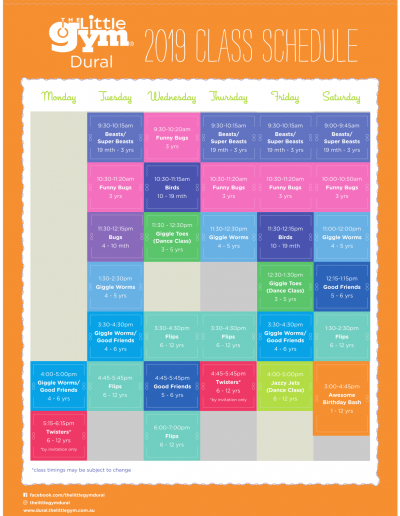 THE Little
gym®
Dural
2019 CLASS SCHEDULE
Monday
Tuesday
Wednesday
Thursday
Friday
Saturday
9:30-10:15am
Beasts/
Super Beasts
19 mth - 3 yrs
9:30-10:20am
Funny Bugs
3 yrs
9:30-10:15am
Beasts/
Super Beasts
19 mth - 3 yrs
9:30-10:15am
Beasts/
Super Beasts
19 mth - 3 yrs
9:00-9:45am
Beasts/
Super Beasts
19 mth - 3 yrs
10:30-11:20am
Funny Bugs
3 yrs
10:30-11:15am
Birds
10 - 19 mth
10:30-11:20am
Funny Bugs
3 yrs
10:30-11:20am
Funny Bugs
3 yrs
10:00-10:50am
Funny Bugs
3 yrs
11:30-12:15pm
Bugs
4 - 10 mth
11:30 - 12:30pm
Giggle Toes
(Dance Class)
3 - 5 yrs
11:30-12:30pm
Giggle Worms
4 - 5 yrs
11:30-12:15pm
Birds
10 - 19 mth
11:00-12:00pm
Giggle Worms
yrs
1:30-2:30pm
Giggle Worms
4 - 5 yrs
12:30-1:30pm
Giggle Toes
(Dance Class)
3 - 3 yrs
12:15-1:15pm
Good Friends
5 - 6 yrs
3:30-4:30pm
Giggle Worms/
Good Friends
4 - 6 yrs
3:30-4:30pm
Flips
6 - 12 yrs
3:30-4:30pm
Flips
6 - 12 yrs
3:30-4:30pm
Giggle Worms/
Good Friends
4 - 6 yrs
1:30-2:30pm
Flips
6 - 12 yrs
4:00-5:00pm
Giggle Worms/
Good Friends
4 - 6 yrs
4:45-5:45pm
Flips
6 - 12 yrs
4:45-5:45pm
Good Friends
5 - 6 yrs
4:45-5:45pm
Twisters*
6 - 12 yrs
*by invitation only
4:00-5:00pm
Jazzy Jets
(Dance Class)
6 - 12 yrs
3:00-4:45pm
Awesome
Birthday Bash
1 - 12 yrs
5:15-6:15pm
Twisters*
6 - 12 yrs
*by invitation only
6:00-7:00pm
Flips
6 - 12 yrs
*class timings may be subject to change
facebook.com/thelittlegymdural
thelittlegymdural
www.dural.thelittlegym.com.au